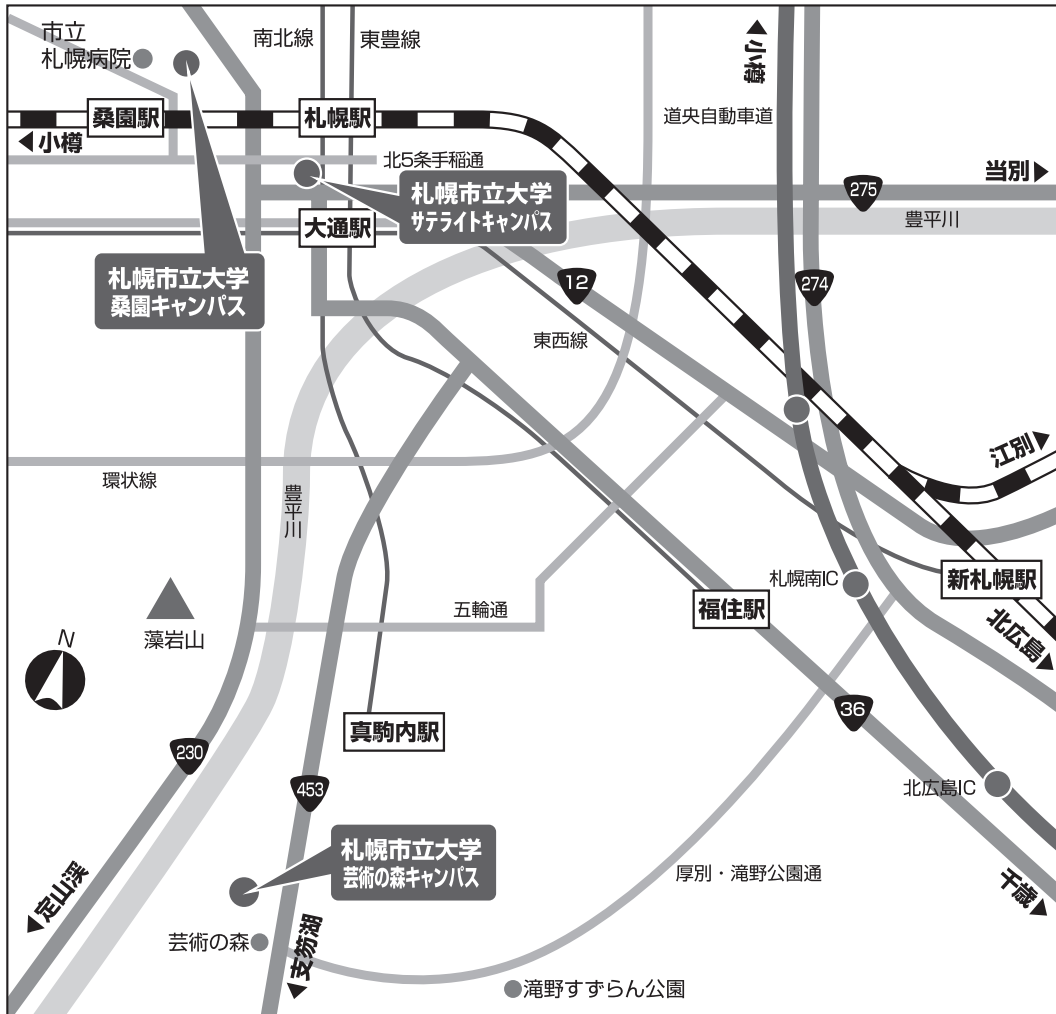 市立
札幌病院
南北線
東豊線
小樽
道央自動車道
桑園駅
札幌駅
小樽
北5条手稲通
当別
275
札幌市立大学
サテライトキャンパス
大通駅
豊平川
札幌市立大学
桑園キャンパス
12
274
東西線
江別
環状線
豊平川
札幌南IC
新札幌駅
五輪通
福住駅
北広島
藻岩山
N
真駒内駅
36
230
453
北広島IC
札幌市立大学
芸術の森キャンパス
厚別・滝野公園通
千歳
定山渓
芸術の森
支笏湖
滝野すずらん公園